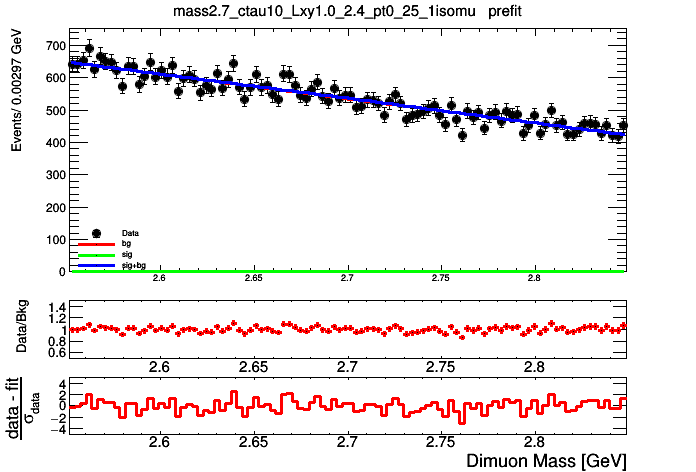 mass2.7_ctau10_Lxy1.0_2.4_pt0_25_1isomu prefit
Events/ 0.00297 GeV
700
600
500
400
300
200
100
0
Data
bg
sig
sig+bg
2.6 2.65 2.7 2.75 2.8
Data/Bkg
1.4
1.2
1
0.8
0.6
2.6 2.65 2.7 2.75 2.8
data - fit
σdata
4
2
0
−2
−4
2.6 2.65 2.7 2.75 2.8
Dimuon Mass [GeV]